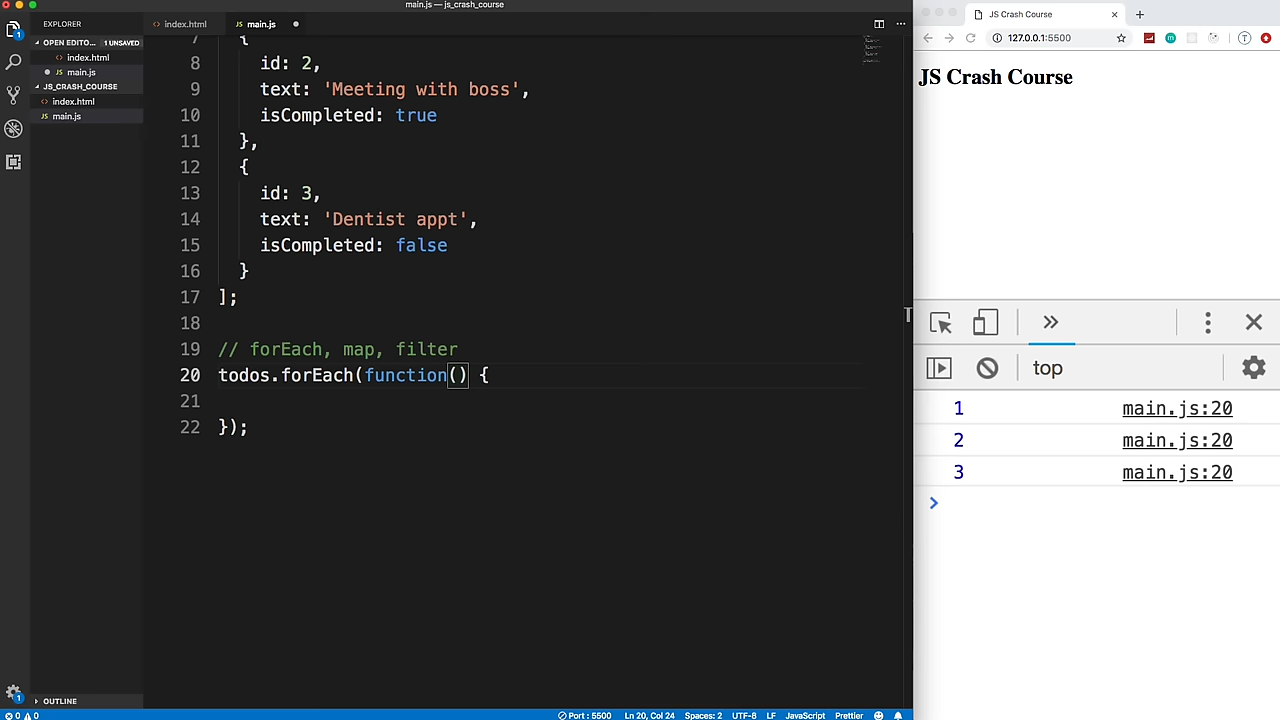 main.js — js_crash_course
EXPLORER
OPEN EDITO... 1 UNSAVED
index.html
main.js
JS_CRASH_COURSE
index.html
JS main.js
OUTLINE
index.html
JS main.js
7 {
8 id: 2,
9 text: 'Meeting with boss',
10 isCompleted: true
11 },
12 {
13 id: 3,
14 text: 'Dentist appt',
15 isCompleted: false
16 }
17 ];
18
19 // forEach, map, filter
20 todos.forEach(function() {
21
22 });
JS Crash Course
127.0.0.1:5500
JS Crash Course
top
1 main.js:20
2 main.js:20
3 main.js:20
0 0 Port : 5500 Ln 20, Col 24 Spaces: 2 UTF-8 LF JavaScript Prettier